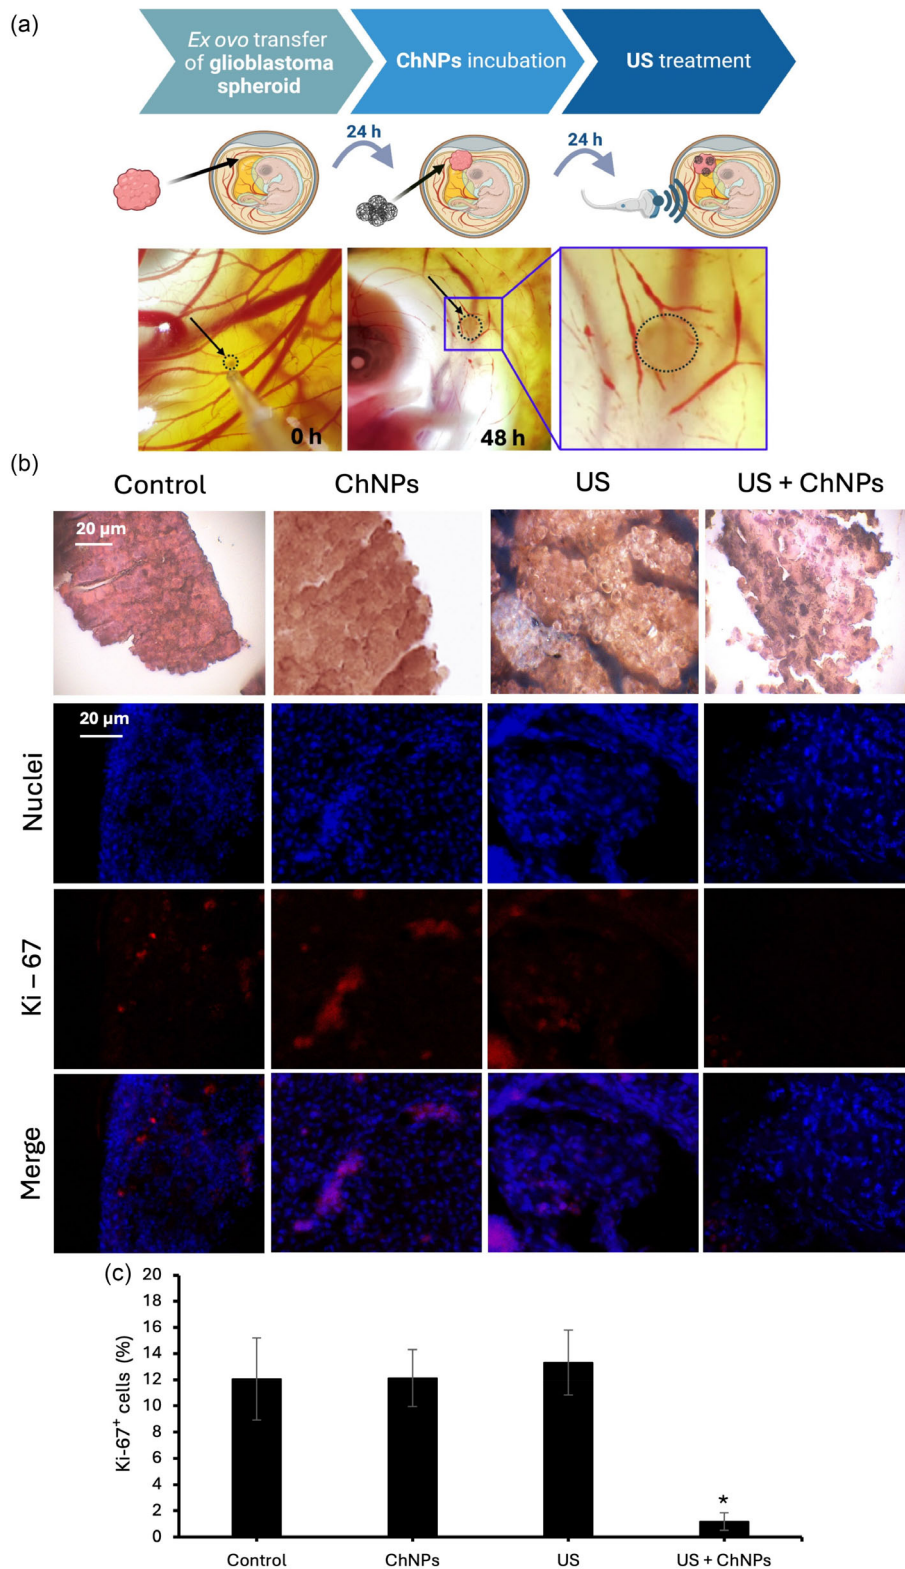 (a)
Ex ovo transfer
of glioblastoma
spheroid
ChNPs incubation
US treatment
24 h
24 h
0 h
48 h
(b)
Control
ChNPs
US
US + ChNPs
20 µm
20 µm
Nuclei
Ki – 67
Merge
(c)
Ki-67⁺ cells (%)
20
18
16
14
12
10
8
6
4
2
0
*
Control
ChNPs
US
US + ChNPs